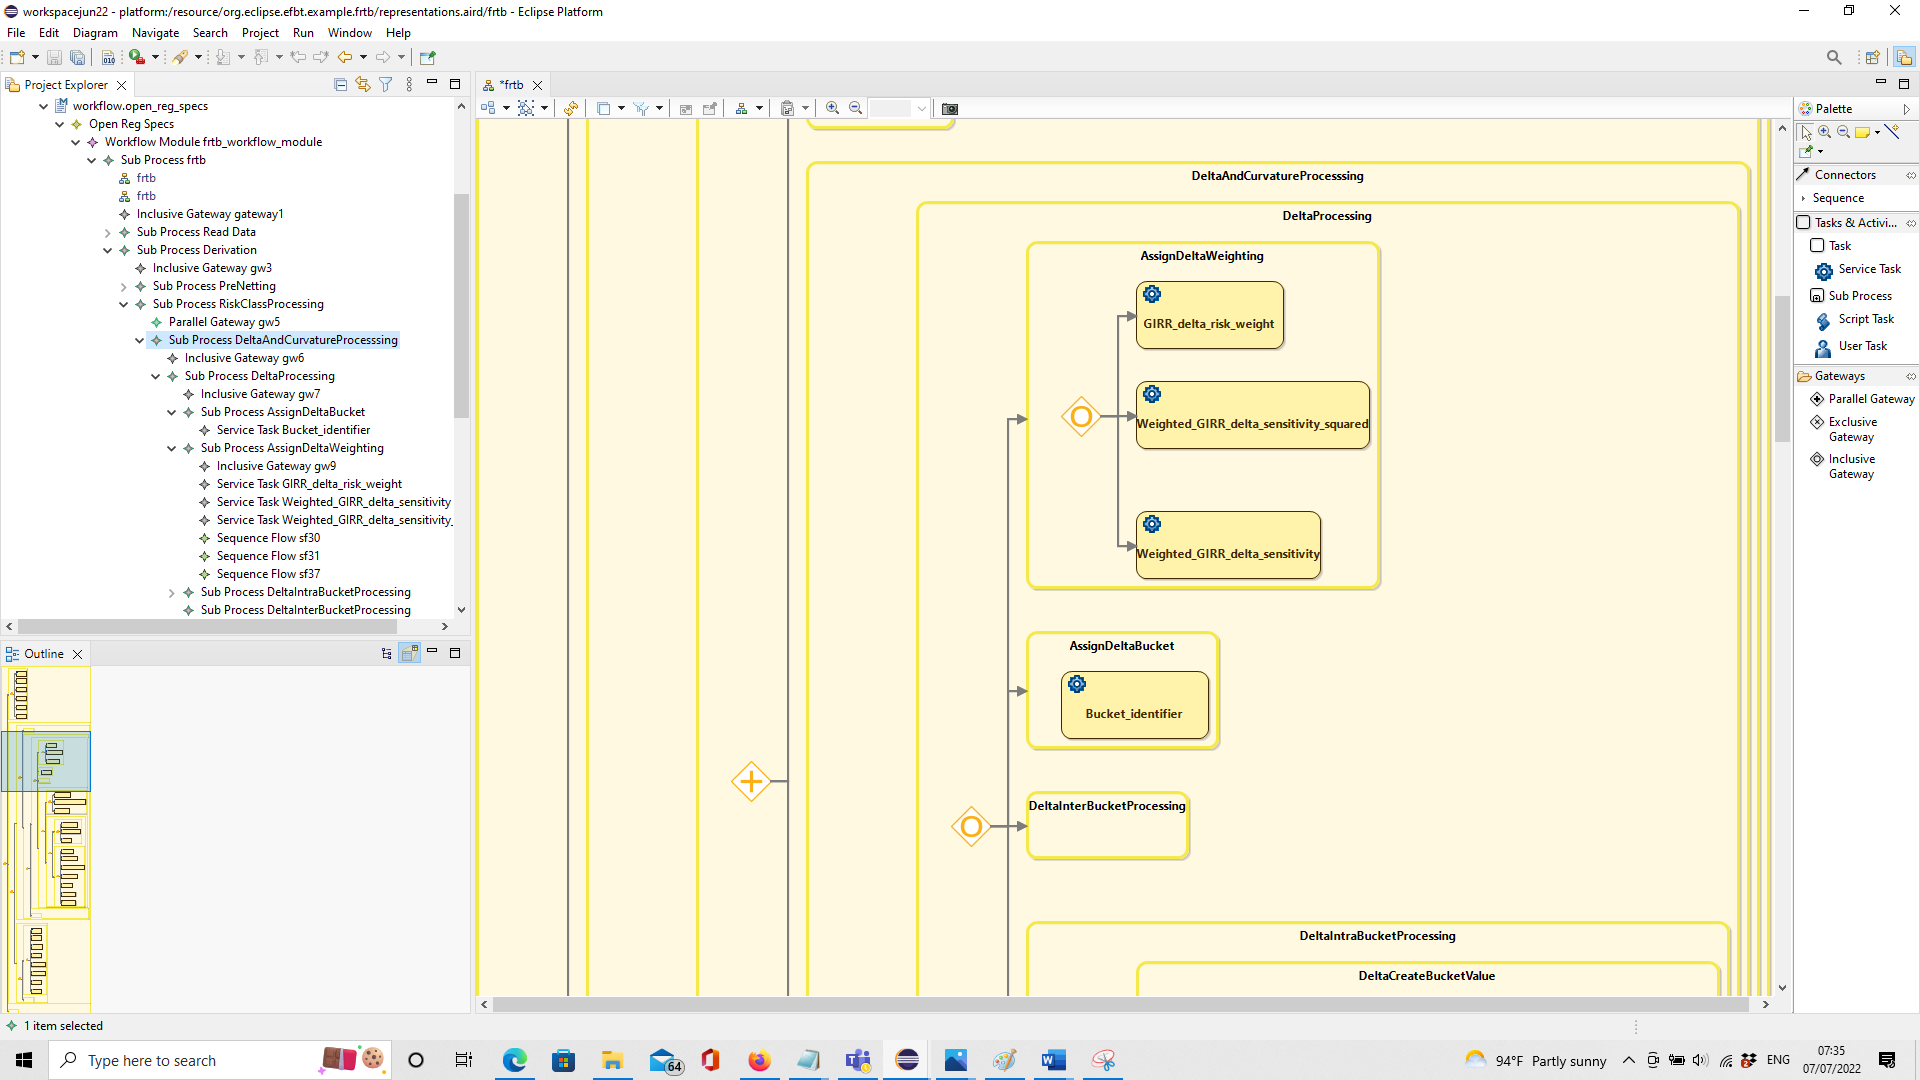 workspacejun22 - platform:/resource/org.eclipse.efbt.example.frtb/representations.aird/frtb - Eclipse Platform
File Edit Diagram Navigate Search Project Run Window Help
Project Explorer
workflow.open_reg_specs
Open Reg Specs
Workflow Module frtb_workflow_module
Sub Process frtb
frtb
frtb
Inclusive Gateway gateway1
Sub Process Read Data
Sub Process Derivation
Inclusive Gateway gw3
Sub Process PreNetting
Sub Process RiskClassProcessing
Parallel Gateway gw5
Sub Process DeltaAndCurvatureProcesssing
Inclusive Gateway gw6
Sub Process DeltaProcessing
Inclusive Gateway gw7
Sub Process AssignDeltaBucket
Service Task Bucket_identifier
Sub Process AssignDeltaWeighting
Inclusive Gateway gw9
Service Task GIRR_delta_risk_weight
Service Task Weighted_GIRR_delta_sensitivity
Service Task Weighted_GIRR_delta_sensitivity_
Sequence Flow sf30
Sequence Flow sf31
Sequence Flow sf37
Sub Process DeltaIntraBucketProcessing
Sub Process DeltaInterBucketProcessing
Outline
1 item selected
*frtb
DeltaAndCurvatureProcesssing
DeltaProcessing
AssignDeltaWeighting
GIRR_delta_risk_weight
Weighted_GIRR_delta_sensitivity_squared
Weighted_GIRR_delta_sensitivity
AssignDeltaBucket
Bucket_identifier
DeltaInterBucketProcessing
DeltaIntraBucketProcessing
DeltaCreateBucketValue
Palette
Connectors
Sequence
Tasks & Activi...
Task
Service Task
Sub Process
Script Task
User Task
Gateways
Parallel Gateway
Exclusive
Gateway
Inclusive
Gateway
Type here to search
64
94°F Partly sunny
ENG
07:35
07/07/2022